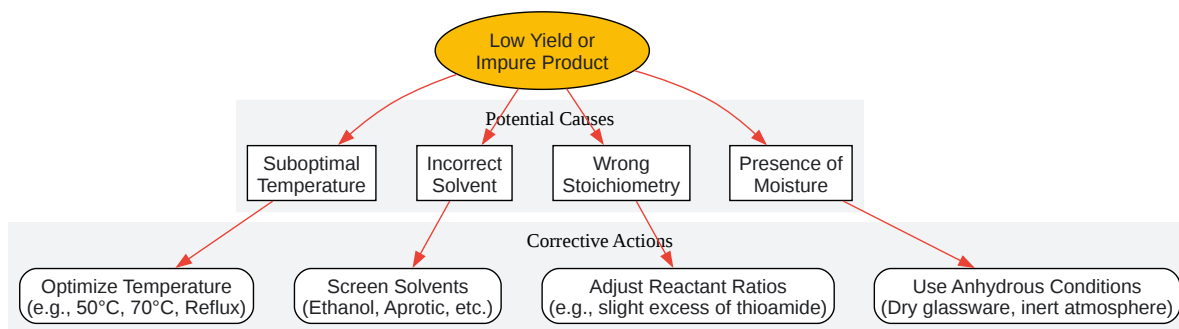 Low Yield or
Impure Product
Potential Causes
Suboptimal
Temperature
Incorrect
Solvent
Wrong
Stoichiometry
Presence of
Moisture
Corrective Actions
Optimize Temperature
(e.g., 50°C, 70°C, Reflux)
Screen Solvents
(Ethanol, Aprotic, etc.)
Adjust Reactant Ratios
(e.g., slight excess of thioamide)
Use Anhydrous Conditions
(Dry glassware, inert atmosphere)